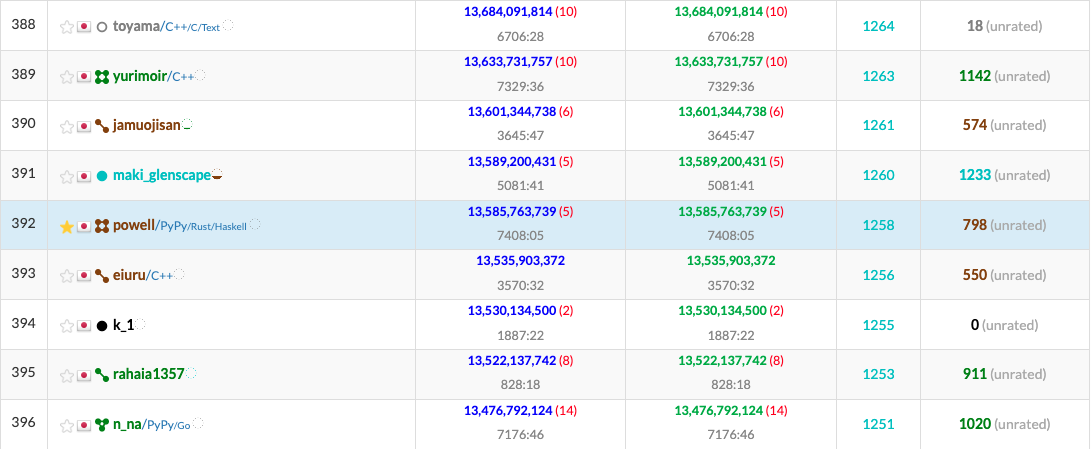 388 toyama/C++/C/Text 13,684,091,814 (10) 13,684,091,814 (10) 1264 18 (unrated)
6706:28 6706:28
389 yurimoir/C++ 13,633,731,757 (10) 13,633,731,757 (10) 1263 1142 (unrated)
7329:36 7329:36
390 jamuojisan 13,601,344,738 (6) 13,601,344,738 (6) 1261 574 (unrated)
3645:47 3645:47
391 maki_glenscape 13,589,200,431 (5) 13,589,200,431 (5) 1260 1233 (unrated)
5081:41 5081:41
392 powell/PyPy/Rust/Haskell 13,585,763,739 (5) 13,585,763,739 (5) 1258 798 (unrated)
7408:05 7408:05
393 eiuru/C++ 13,535,903,372 13,535,903,372 1256 550 (unrated)
3570:32 3570:32
394 k_1 13,530,134,500 (2) 13,530,134,500 (2) 1255 0 (unrated)
1887:22 1887:22
395 rahaia1357 13,522,137,742 (8) 13,522,137,742 (8) 1253 911 (unrated)
828:18 828:18
396 n_na/PyPy/Go 13,476,792,124 (14) 13,476,792,124 (14) 1251 1020 (unrated)
7176:46 7176:46